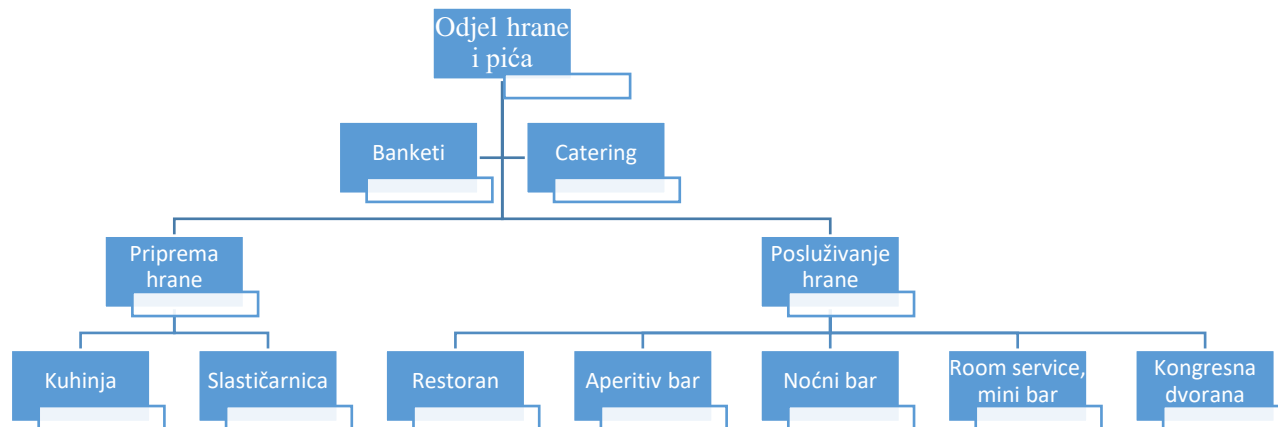 Odjel hrane
i pića
Banketi
Catering
Priprema
hrane
Posluživanje
hrane
Kuhinja
Slastičarnica
Restoran
Aperitiv bar
Noćni bar
Room service,
mini bar
Kongresna
dvorana